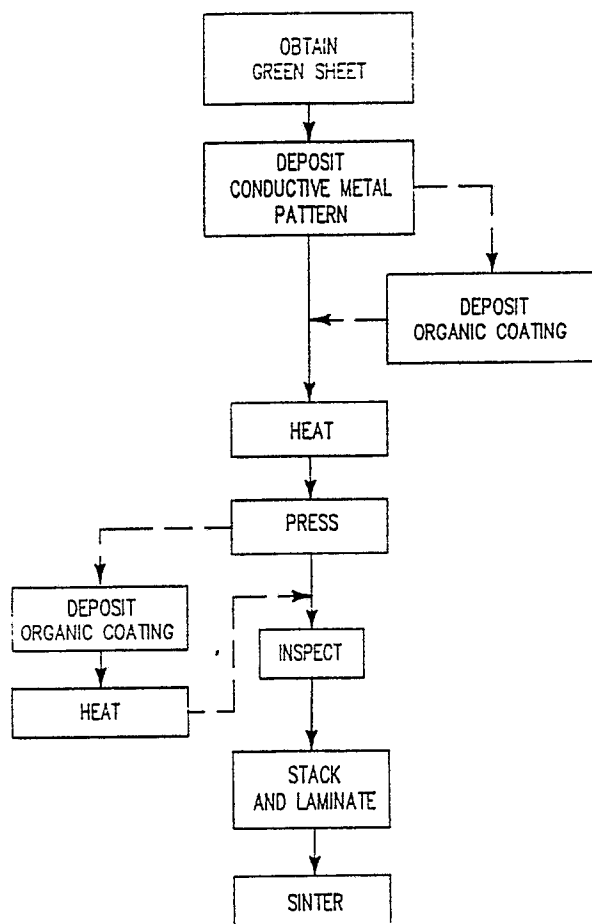 OBTAIN
GREEN SHEET
DEPOSIT
CONDUCTIVE METAL
PATTERN
DEPOSIT
ORGANIC COATING
HEAT
PRESS
DEPOSIT
ORGANIC COATING
HEAT
INSPECT
STACK
AND LAMINATE
SINTER